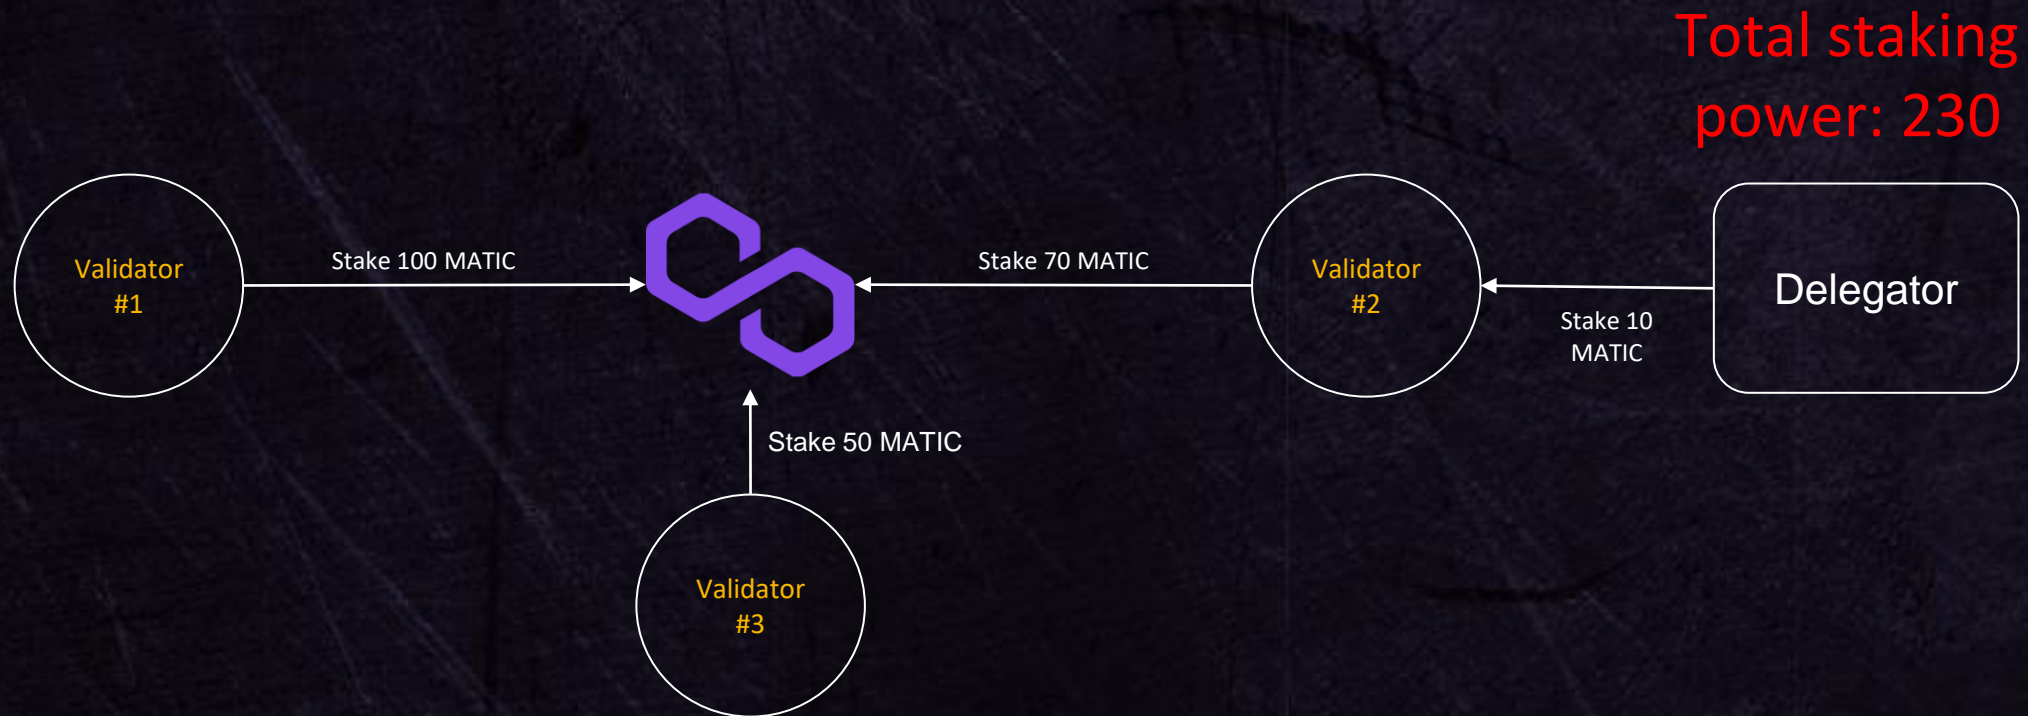 Total staking
power: 230
Validator
#1
Stake 100 MATIC
Stake 70 MATIC
Validator
#2
Stake 10
MATIC
Delegator
Stake 50 MATIC
Validator
#3